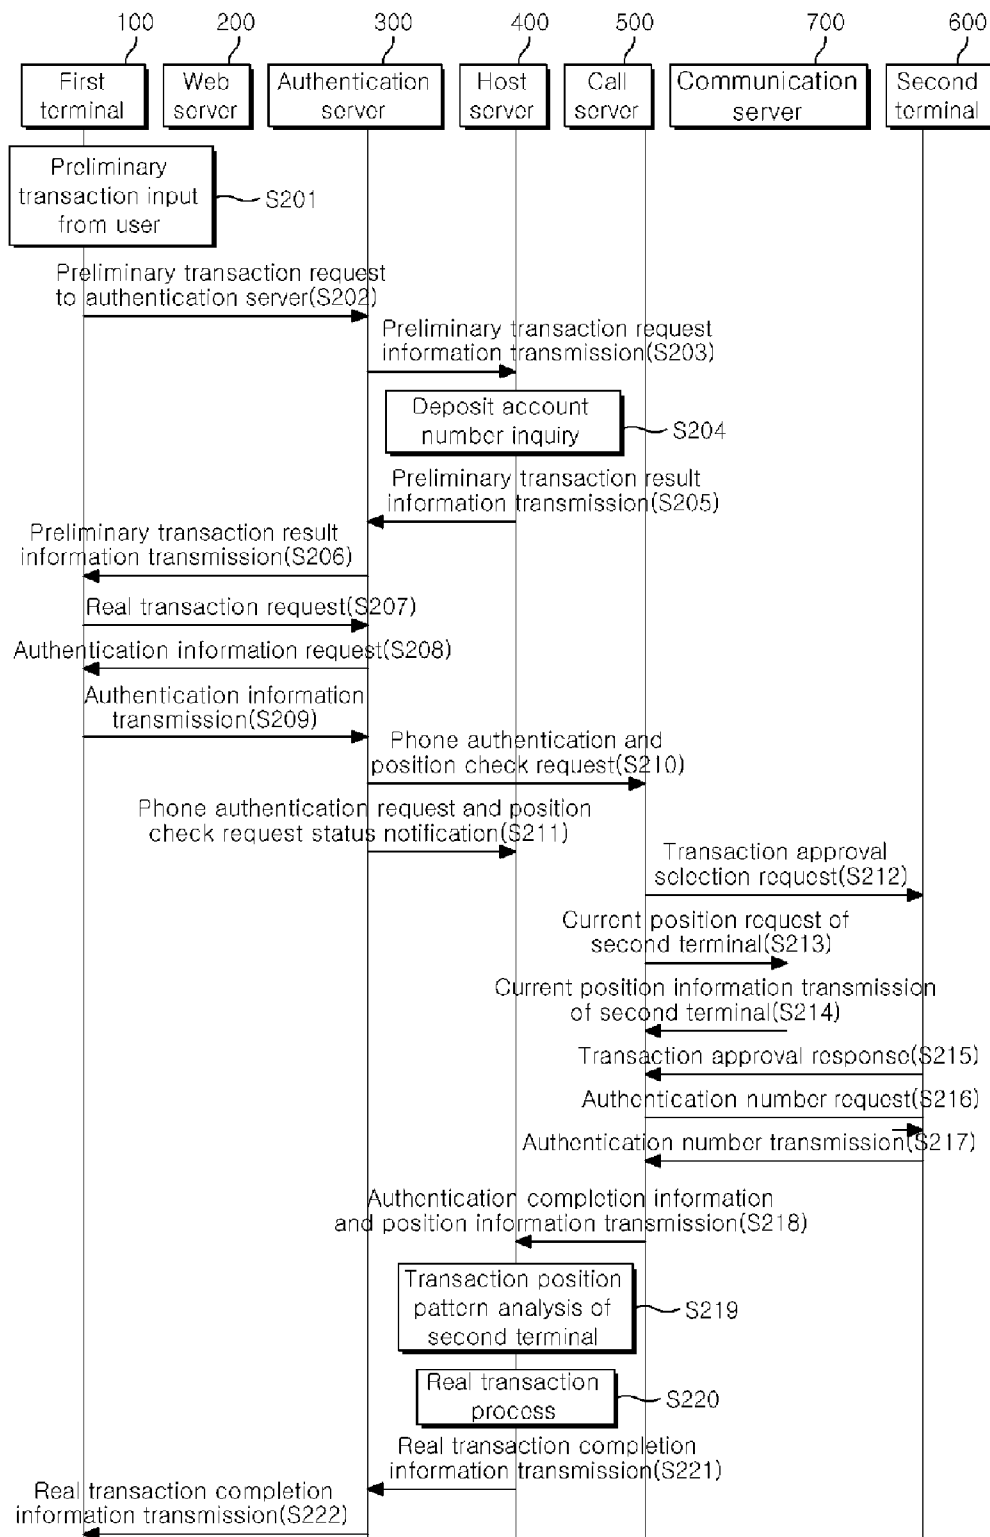 100
200
300
400
500
700
600
First
terminal
Web
server
Authentication
server
Host
server
Call
server
Communication
server
Second
terminal
Preliminary
transaction input
from user
S201
Preliminary transaction request
to authentication server(S202)
Preliminary transaction request
information transmission(S203)
Deposit account
number inquiry
S204
Preliminary transaction result
information transmission(S205)
Preliminary transaction result
information transmission(S206)
Real transaction request(S207)
Authentication information request(S208)
Authentication information
transmission(S209)
Phone authentication and
position check request(S210)
Phone authentication request and position
check request status notification(S211)
Transaction approval
selection request(S212)
Current position request of
second terminal(S213)
Current position information transmission
of second terminal(S214)
Transaction approval response(S215)
Authentication number request(S216)
Authentication number transmission(S217)
Authentication completion information
and position information transmission(S218)
Transaction position
pattern analysis of
second terminal
S219
Real transaction
process
S220
Real transaction completion
information transmission(S221)
Real transaction completion
information transmission(S222)